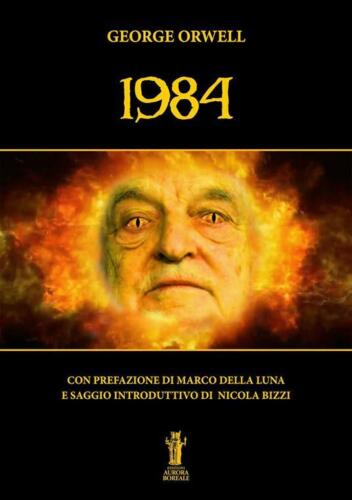 GEORGE ORWELL
1984
CON PREFAZIONE DI MARCO DELLA LUNA
E SAGGIO INTRODUTTIVO DI NICOLA BIZZI
EDIZIONI
AURORA
BOREALE